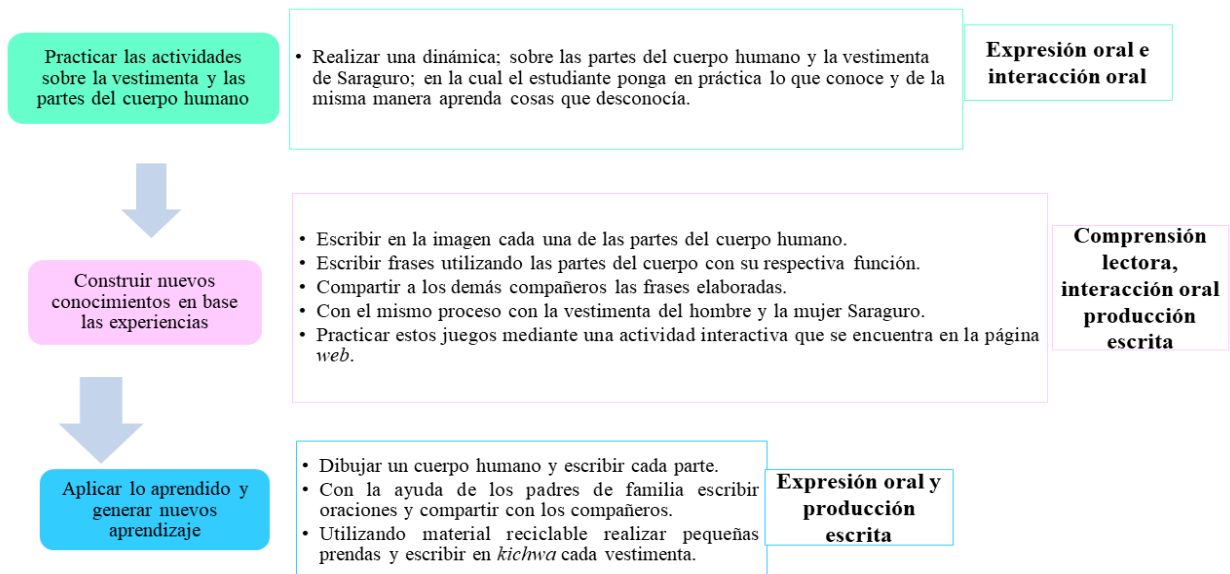 Practicar las actividades
sobre la vestimenta y las
partes del cuerpo humano
• Realizar una dinámica; sobre las partes del cuerpo humano y la vestimenta
de Saraguro; en la cual el estudiante ponga en práctica lo que conoce y de la
misma manera aprenda cosas que desconocía.
Expresión oral e
interacción oral
Construir nuevos
conocimientos en base
las experiencias
• Escribir en la imagen cada una de las partes del cuerpo humano.
• Escribir frases utilizando las partes del cuerpo con su respectiva función.
• Compartir a los demás compañeros las frases elaboradas.
• Con el mismo proceso con la vestimenta del hombre y la mujer Saraguro.
• Practicar estos juegos mediante una actividad interactiva que se encuentra en la página
web.
Comprensión
lectora,
interacción oral
producción
escrita
Aplicar lo aprendido y
generar nuevos
aprendizaje
• Dibujar un cuerpo humano y escribir cada parte.
• Con la ayuda de los padres de familia escribir
oraciones y compartir con los compañeros.
• Utilizando material reciclable realizar pequeñas
prendas y escribir en kichwa cada vestimenta.
Expresión oral y
producción
escrita